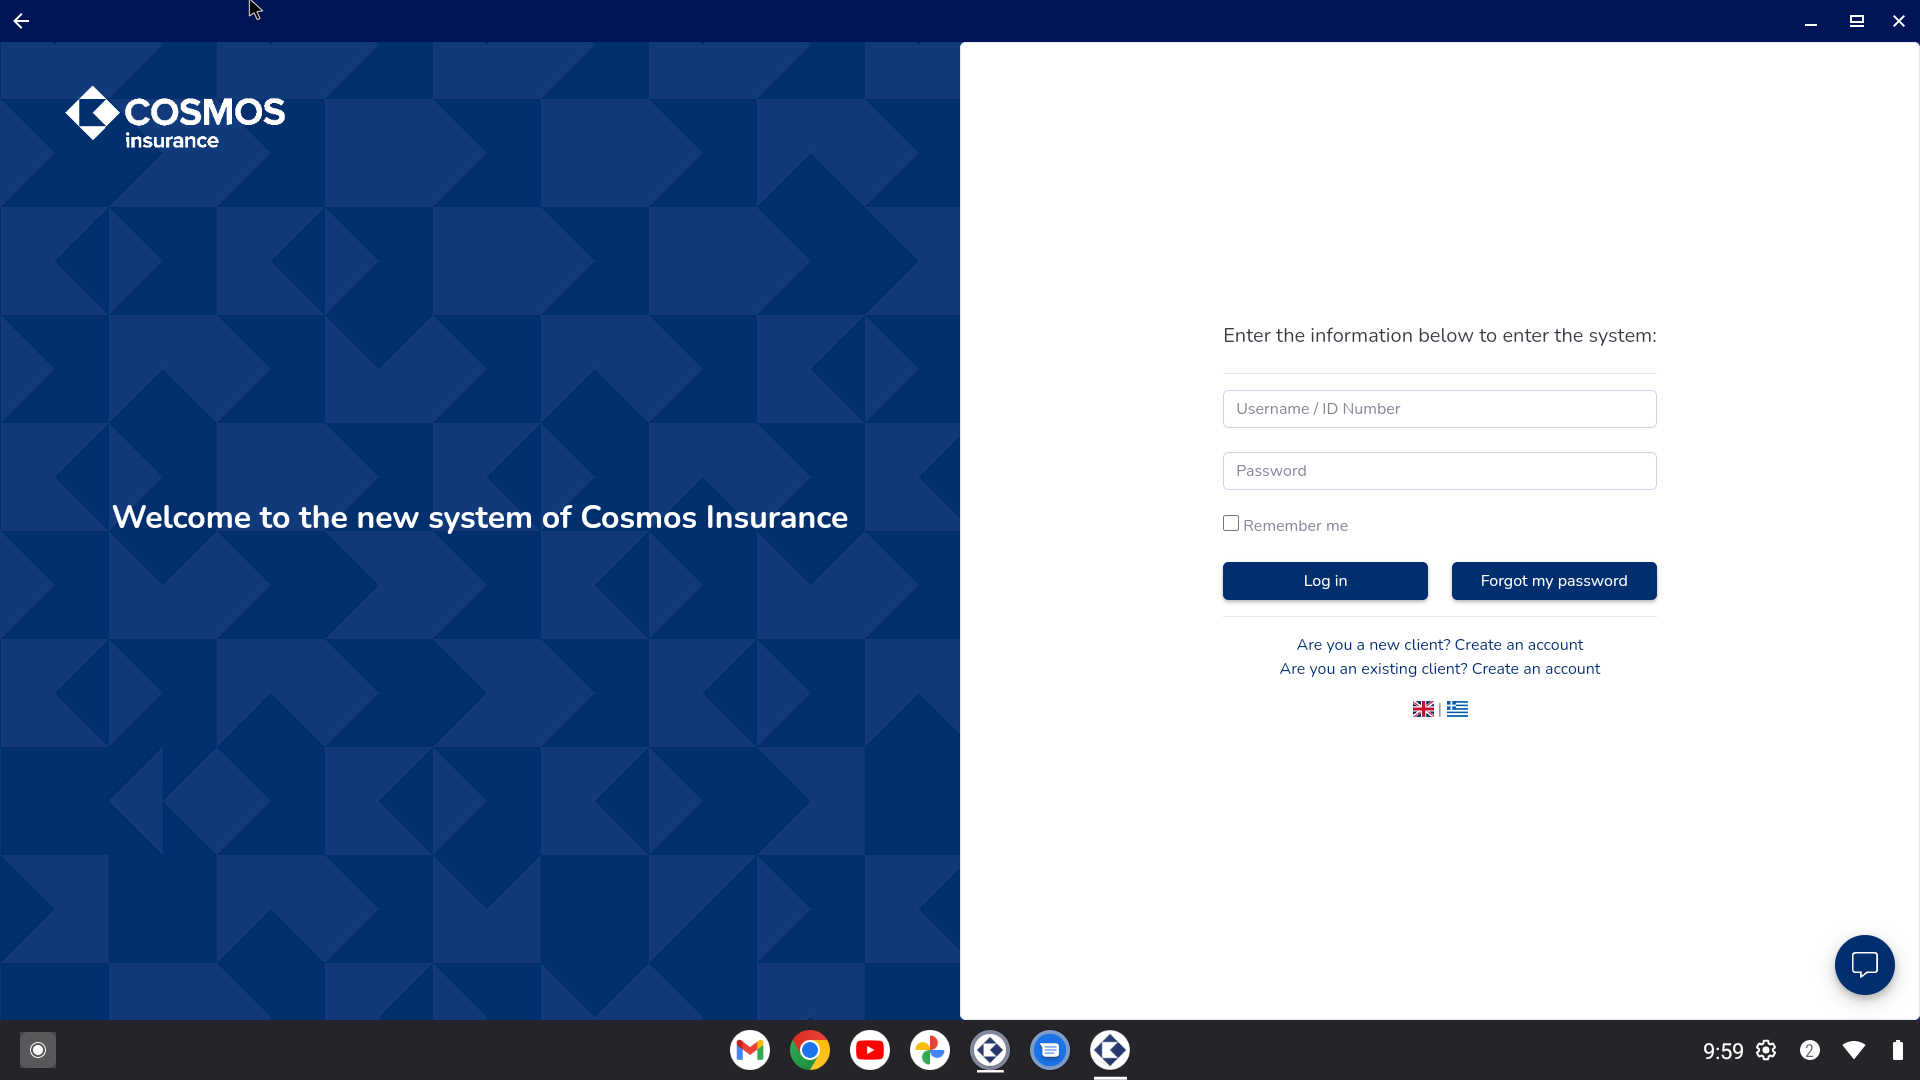 COSMOS
insurance
Welcome to the new system of Cosmos Insurance
Enter the information below to enter the system:
Username / ID Number
Password
Remember me
Log in
Forgot my password
Are you a new client? Create an account
Are you an existing client? Create an account
|
9:59
2